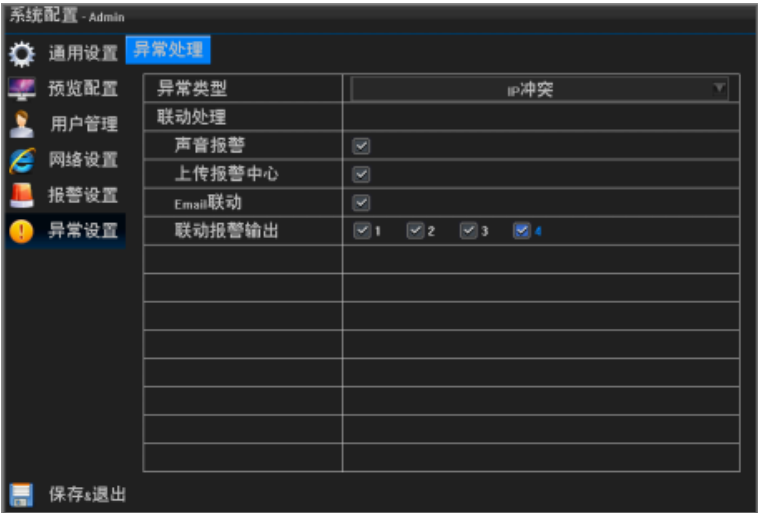 系统配置 - Admin
通用设置
预览配置
用户管理
网络设置
报警设置
异常设置
保存&退出
异常处理
异常类型 IP冲突
联动处理
声音报警
上传报警中心
Email联动
联动报警输出 1 2 3 4